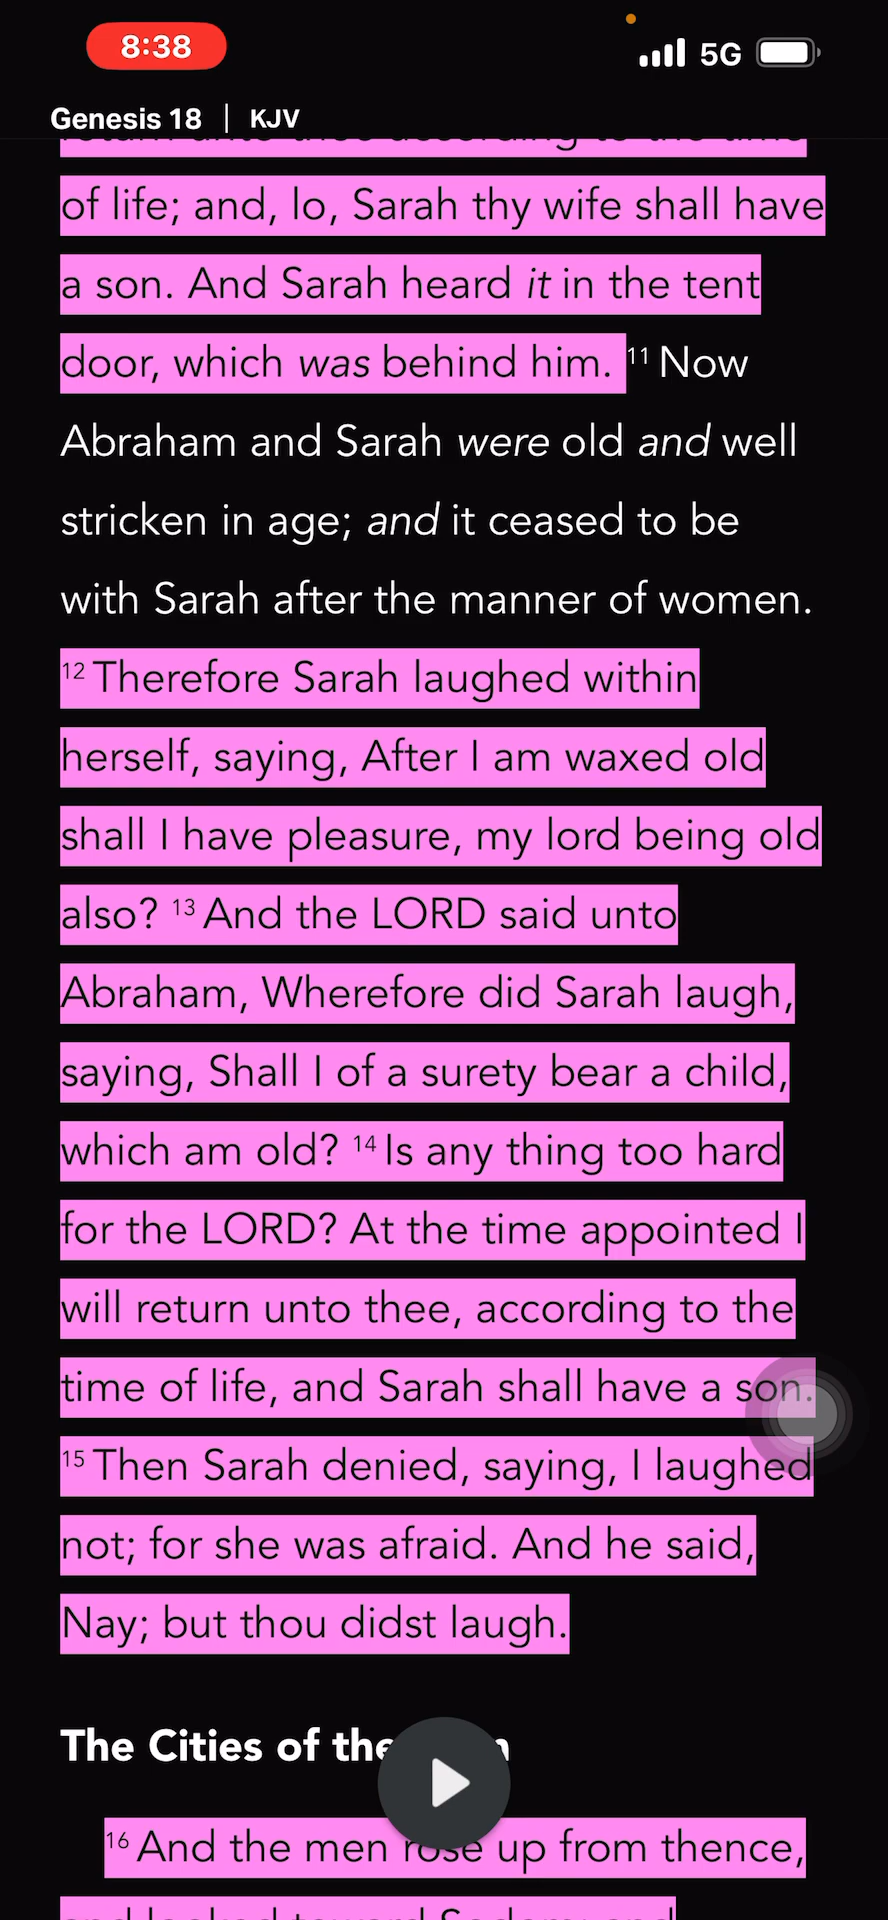 8:38
5G
Genesis 18 | KJV
of life; and, lo, Sarah thy wife shall have
a son. And Sarah heard it in the tent
door, which was behind him. 11 Now
Abraham and Sarah were old and well
stricken in age; and it ceased to be
with Sarah after the manner of women.
12 Therefore Sarah laughed within
herself, saying, After I am waxed old
shall I have pleasure, my lord being old
also? 13 And the LORD said unto
Abraham, Wherefore did Sarah laugh,
saying, Shall I of a surety bear a child,
which am old? 14 Is any thing too hard
for the LORD? At the time appointed I
will return unto thee, according to the
time of life, and Sarah shall have a son.
15 Then Sarah denied, saying, I laughed
not; for she was afraid. And he said,
Nay; but thou didst laugh.
The Cities of the
16 And the men rose up from thence,